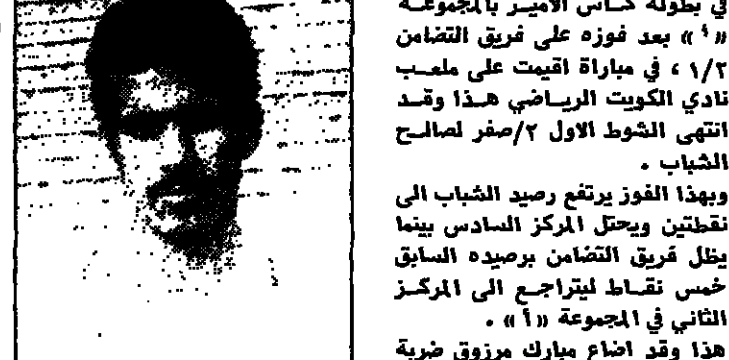 في بطولة كأس الامير بالمجموعة
« أ » بعد فوزه على فريق التضامن
١/٢ ، في مباراة اقيمت على ملعب
نادي الكويت الرياضي هذا وقد
انتهى الشوط الاول ٢/صفر لصالح
الشباب .
وبهذا الفوز يرتفع رصيد الشباب الى
نقطتين ويحتل المركز السادس بينما
يظل فريق التضامن برصيده السابق
خمس نقاط ليتراجع الى المركز
الثاني في المجموعة « أ » .
هذا وقد اضاع مبارك مرزوق ضربة